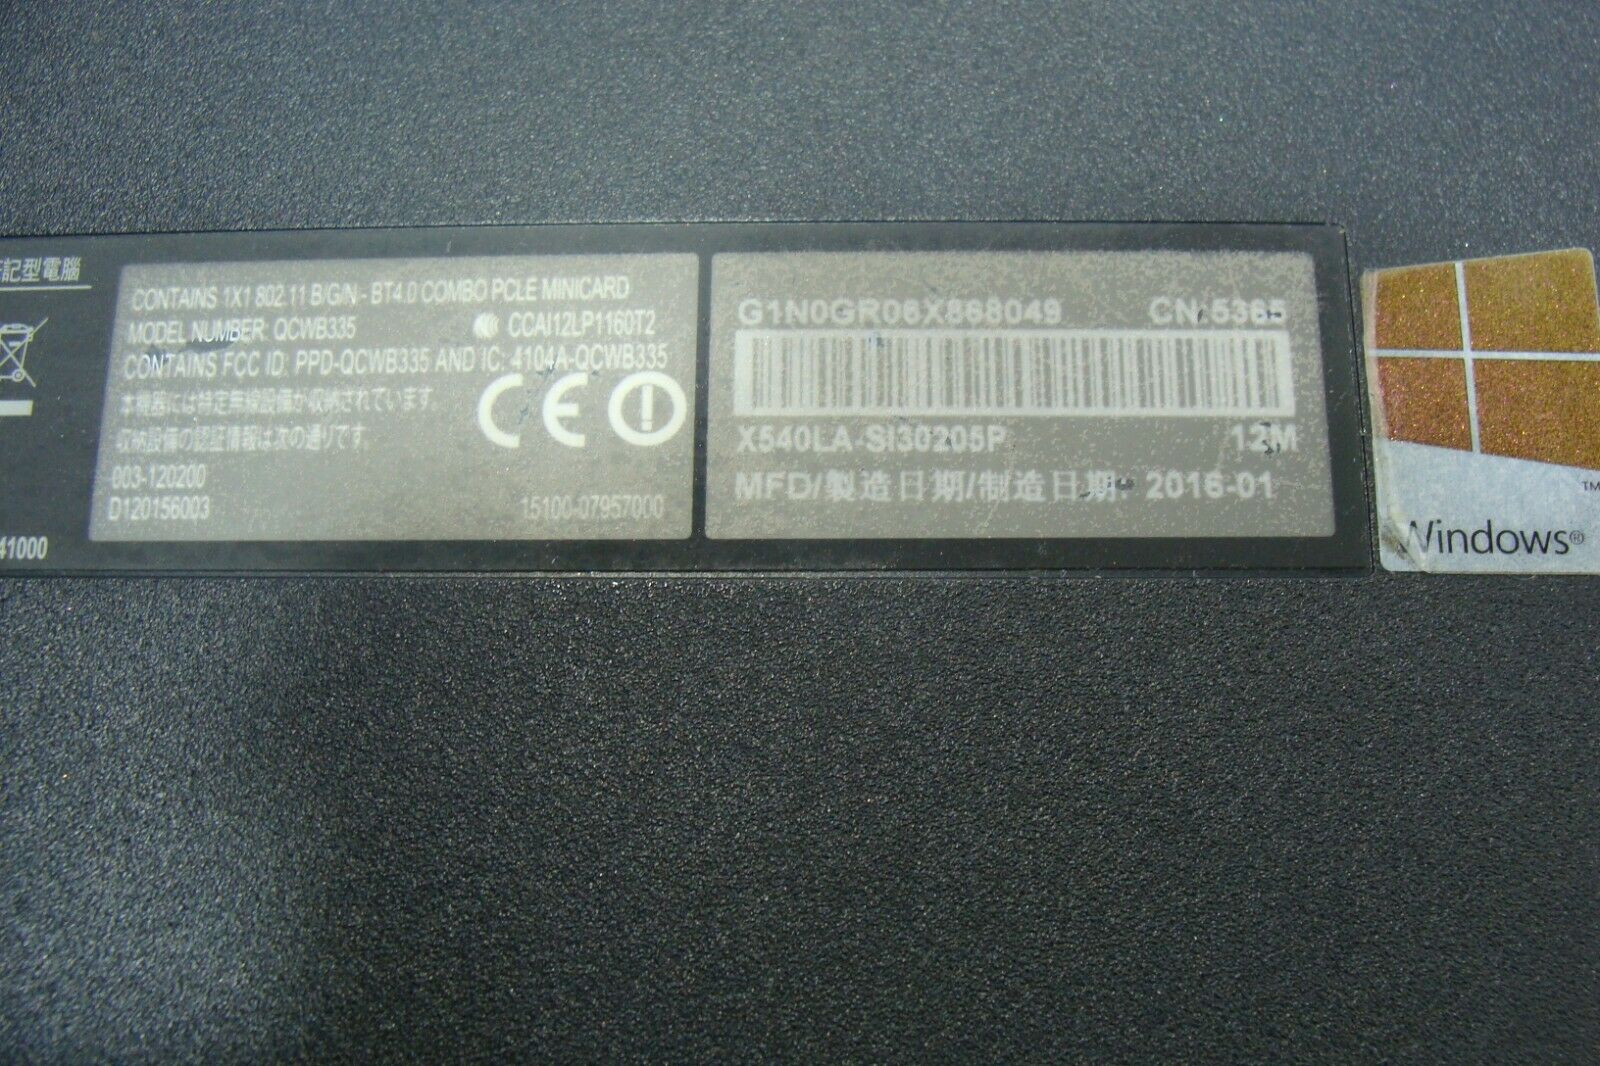 記型電腦
41000
CONTAINS 1X1 802.11 B/G/N - BT4.0 COMBO PCLE MINICARD
MODEL NUMBER: QCWB335 CCAI12LP1160T2
CONTAINS FCC ID: PPD-QCWB335 AND IC: 4104A-QCWB335
本機器には特定無線設備が収納されています.
収納設備の認証情報は次の通りです.
003-120200
D120156003 15100-07957000
CE
G1N0GR06X868049 CN:5365
X540LA-SI30205P 12M
MFD/製造日期/制造日期: 2016-01
Windows®
TM